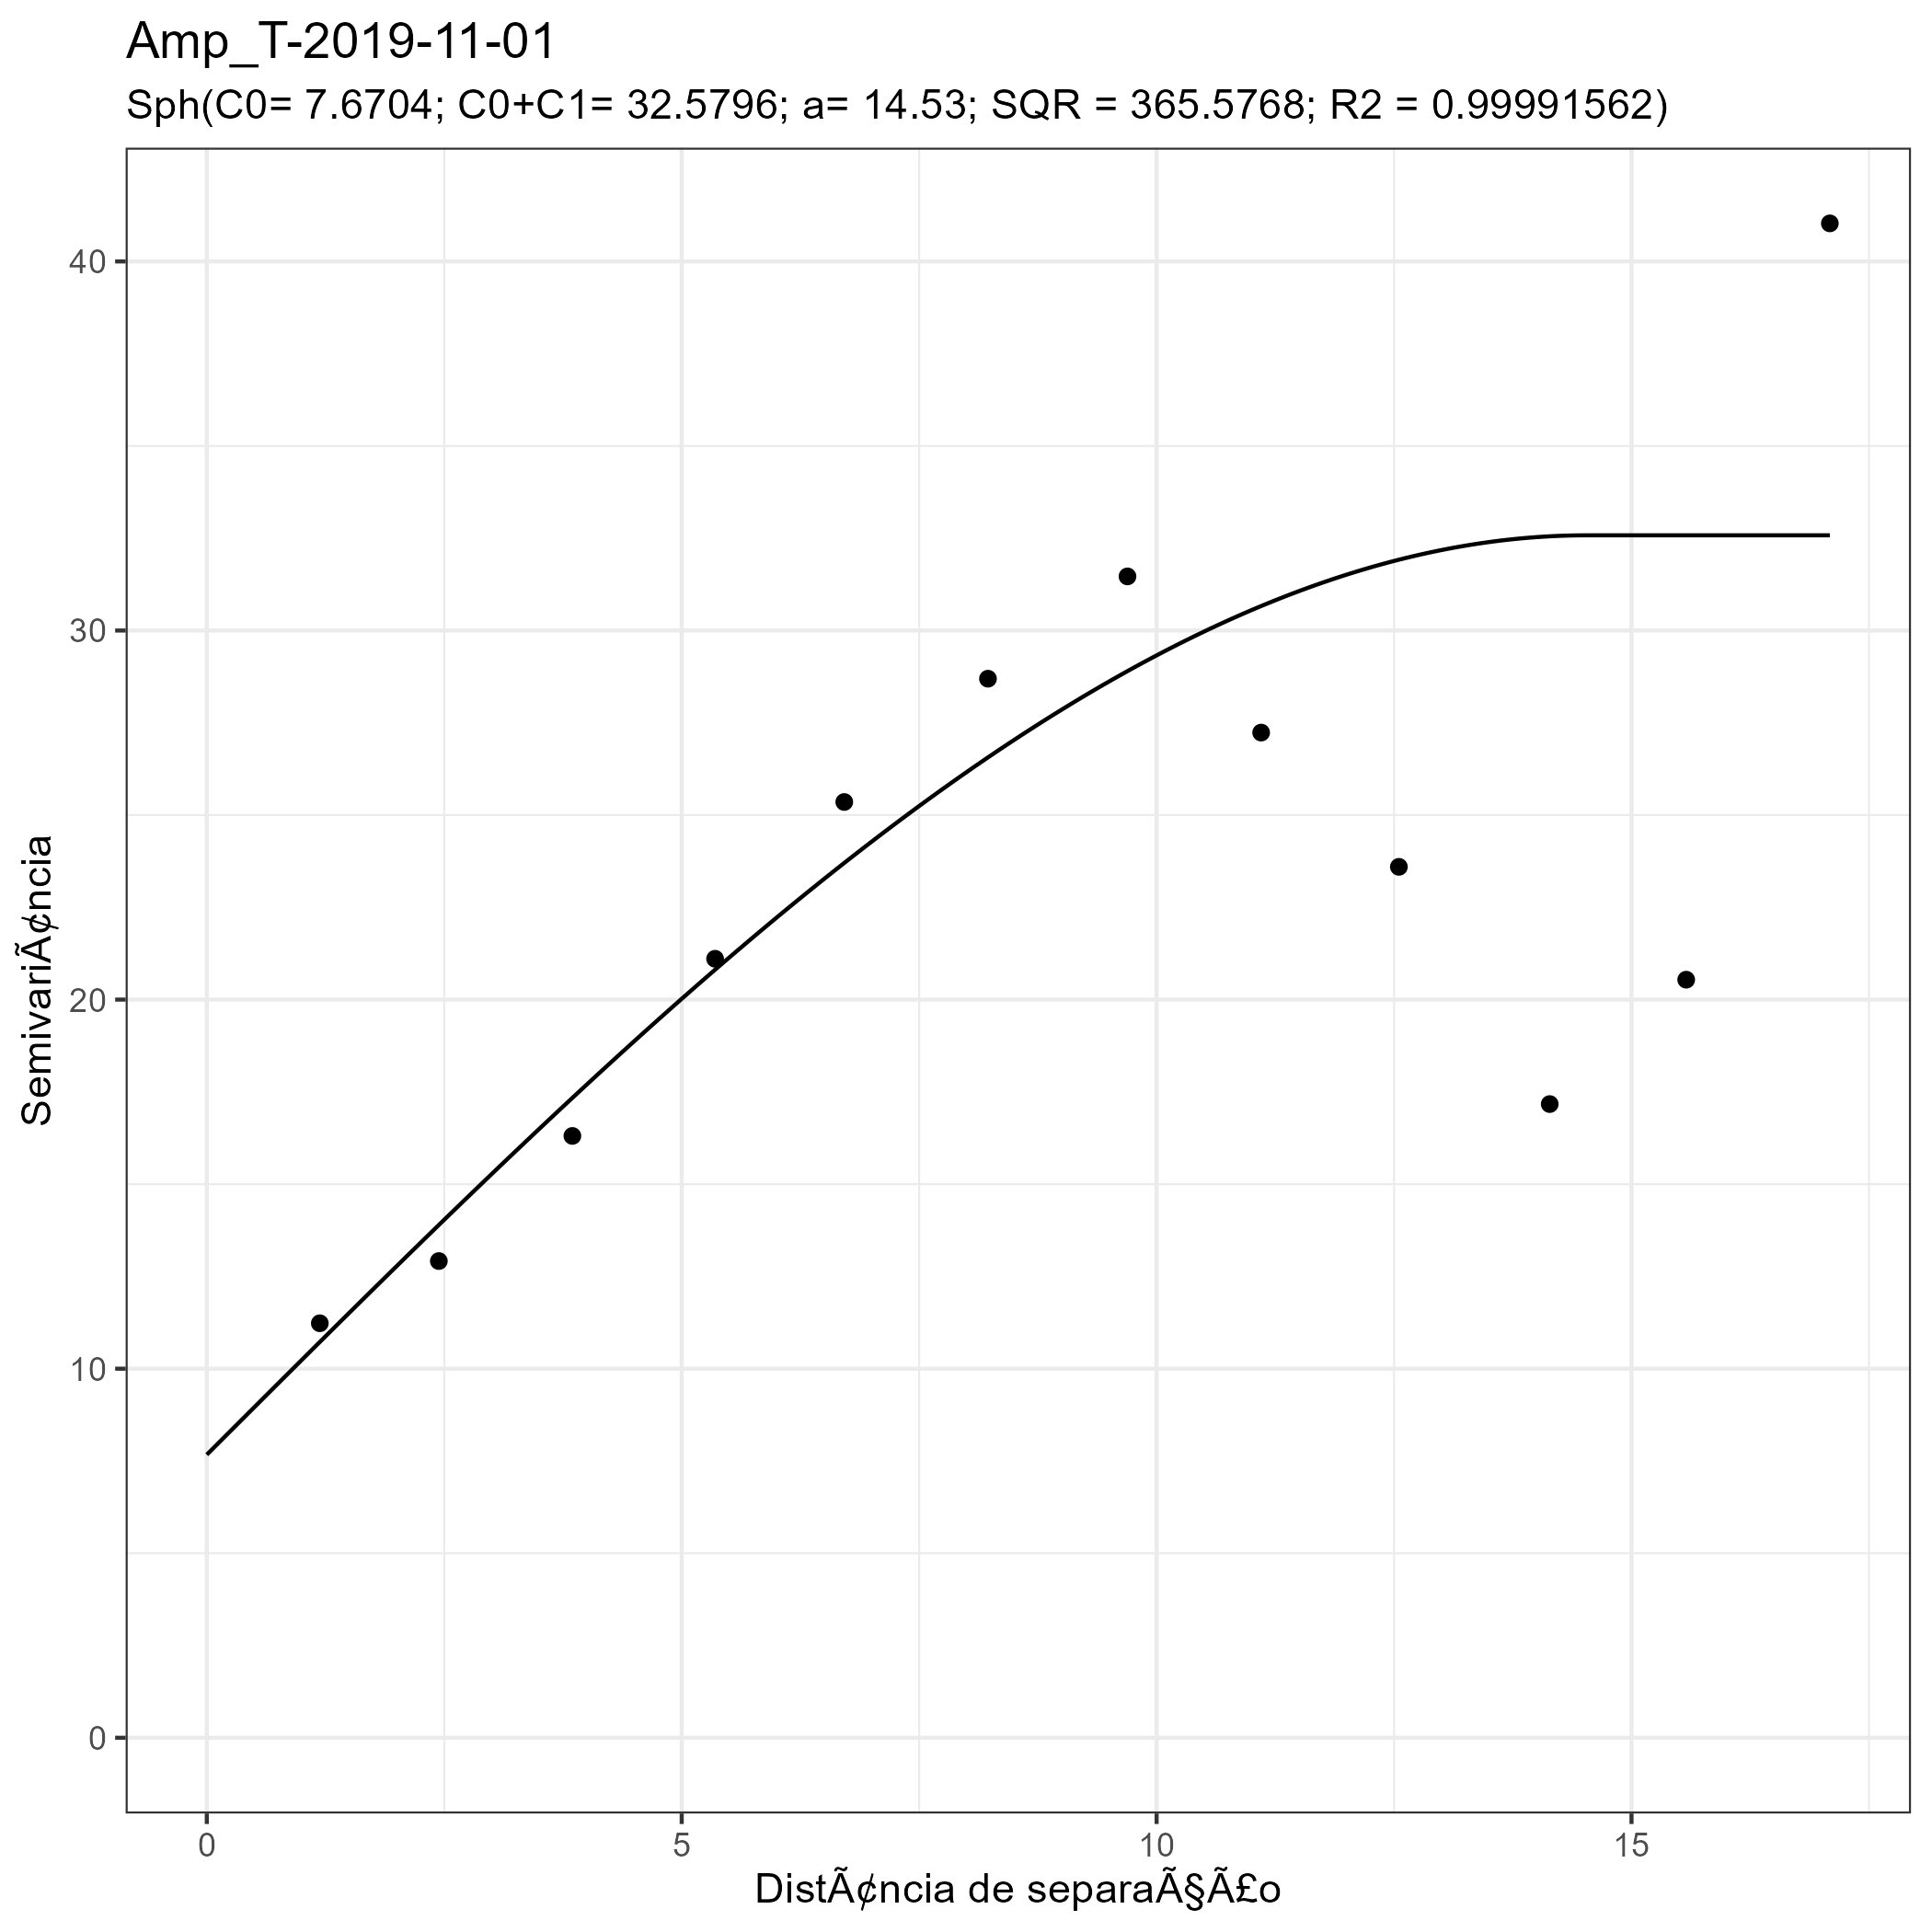 Amp_T-2019-11-01
Sph(C0= 7.6704; C0+C1= 32.5796; a= 14.53; SQR = 365.5768; R2 = 0.99991562)
SemivariÃ¢ncia
40
30
20
10
0
0 5 10 15
DistÃ¢ncia de separaÃ§Ã£o